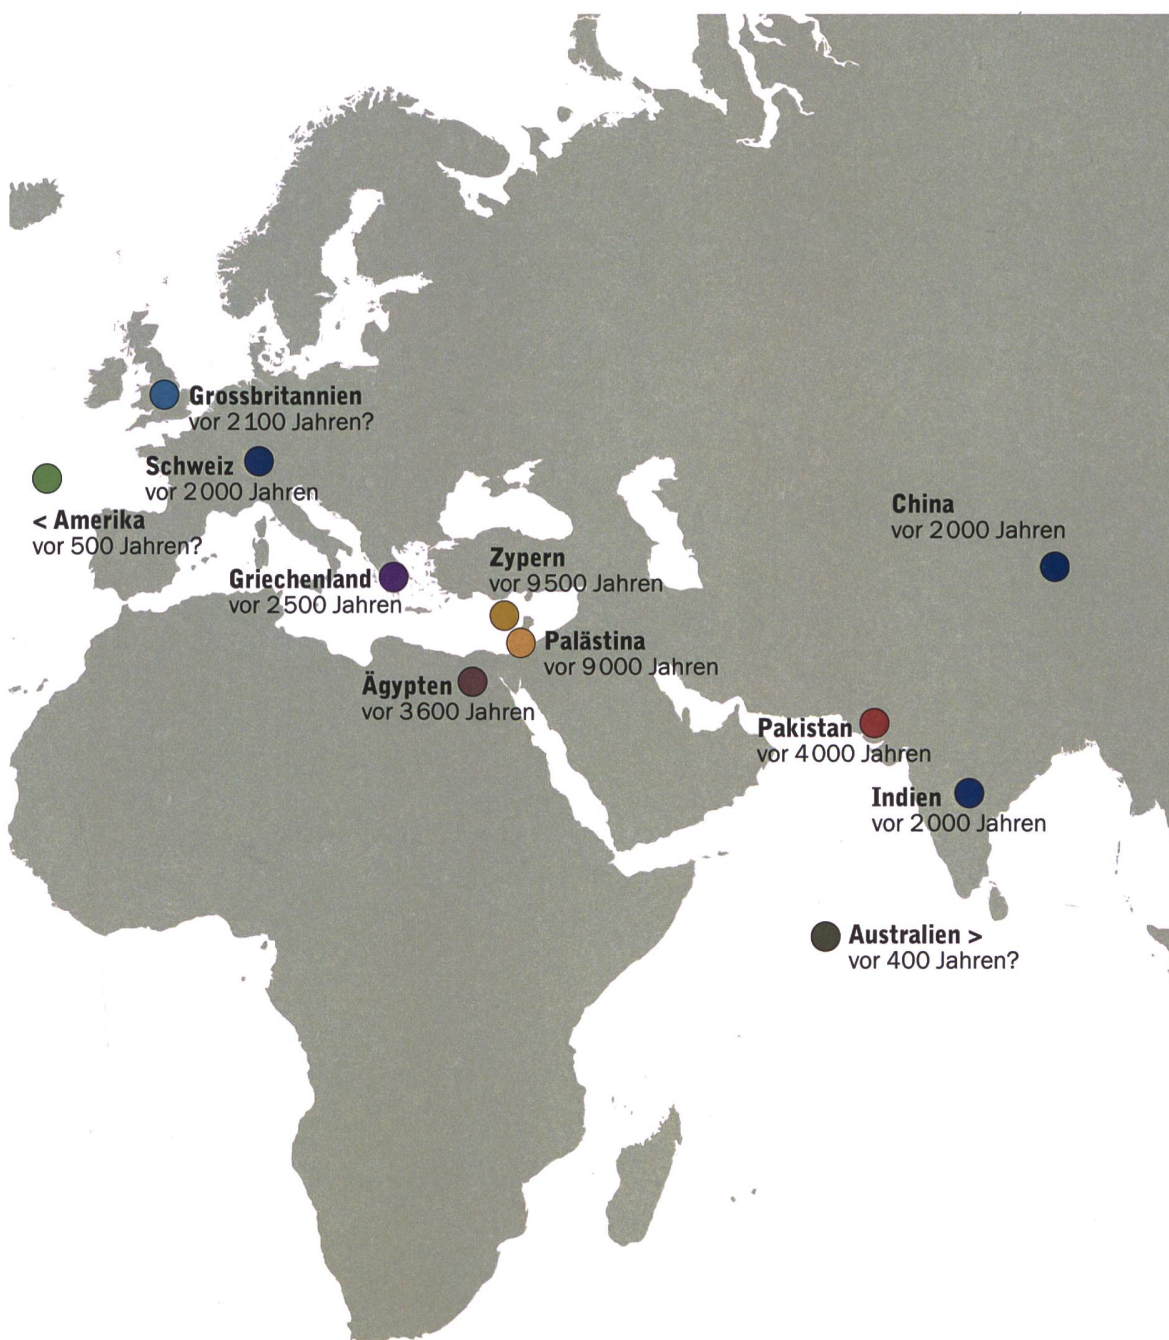 Grossbritannien
vor 2100 Jahren?
Schweiz
vor 2000 Jahren
< Amerika
vor 500 Jahren?
China
vor 2000 Jahren
Zypern
vor 9500 Jahren
Griechenland
vor 2500 Jahren
Palästina
vor 9000 Jahren
Ägypten
vor 3600 Jahren
Pakistan
vor 4000 Jahren
Indien
vor 2000 Jahren
Australien >
vor 400 Jahren?